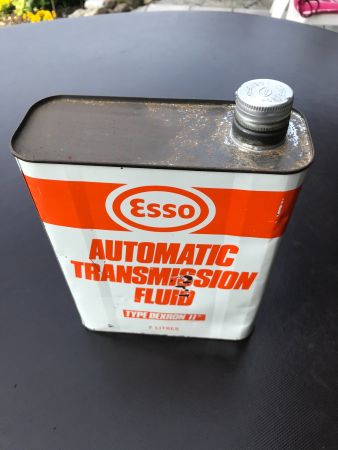 Esso
AUTOMATIC
TRANSMISSION
FLUID
TYPE DEXRON II
2 LITRES